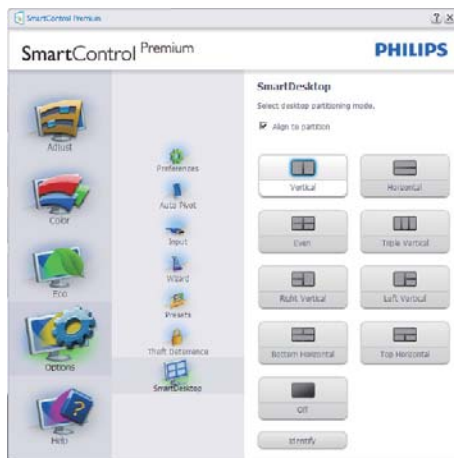 SmartControl Premium
SmartControl Premium
PHILIPS
Adjust
Color
Eco
Options
Help
Preferences
Auto Pivot
Input
Wizard
Presets
Theft Deterrence
SmartDesktop
SmartDesktop
Select desktop partitioning mode.
Align to partition
Vertical
Horizontal
Even
Triple Vertical
Right Vertical
Left Vertical
Bottom Horizontal
Top Horizontal
Off
Identify